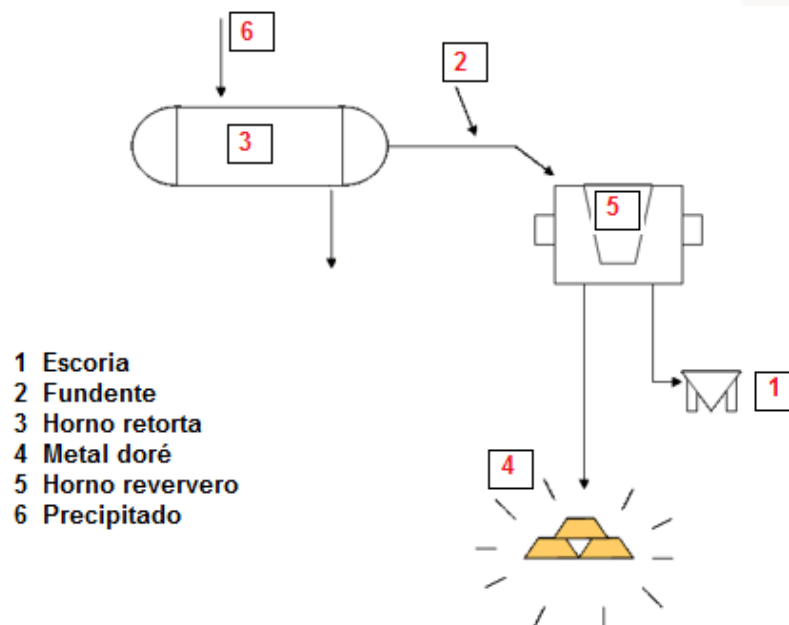 6
2
3
5
1
4
1 Escoria
2 Fundente
3 Horno retorta
4 Metal doré
5 Horno reververo
6 Precipitado